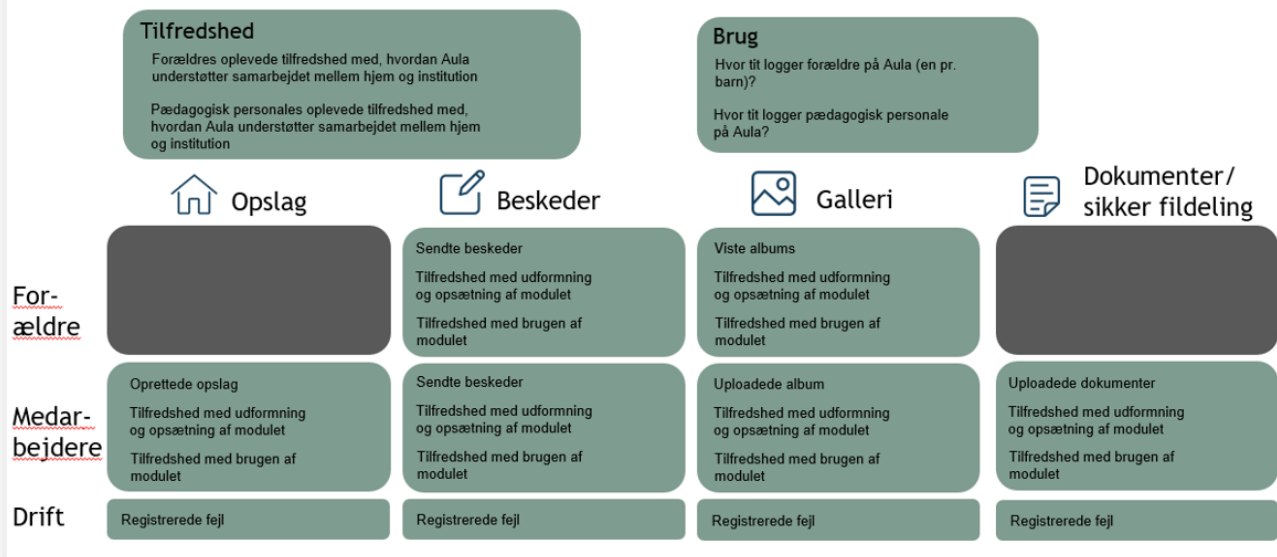 Tilfredshed
Forældres oplevede tilfredshed med, hvordan Aula
understøtter samarbejdet mellem hjem og institution
Pædagogisk personales oplevede tilfredshed med,
hvordan Aula understøtter samarbejdet mellem hjem
og institution
Brug
Hvor tit logger forældre på Aula (en pr.
barn)?
Hvor tit logger pædagogisk personale
på Aula?
Opslag
Beskeder
Galleri
Dokumenter/
sikker fildeling
For-
ældre
Sendte beskeder
Tilfredshed med udformning
og opsætning af modulet
Tilfredshed med brugen af
modulet
Viste albums
Tilfredshed med udformning
og opsætning af modulet
Tilfredshed med brugen af
modulet
Medar-
bejdere
Oprettede opslag
Tilfredshed med udformning
og opsætning af modulet
Tilfredshed med brugen af
modulet
Sendte beskeder
Tilfredshed med udformning
og opsætning af modulet
Tilfredshed med brugen af
modulet
Uploadede album
Tilfredshed med udformning
og opsætning af modulet
Tilfredshed med brugen af
modulet
Uploadede dokumenter
Tilfredshed med udformning
og opsætning af modulet
Tilfredshed med brugen af
modulet
Drift
Registrerede fejl
Registrerede fejl
Registrerede fejl
Registrerede fejl